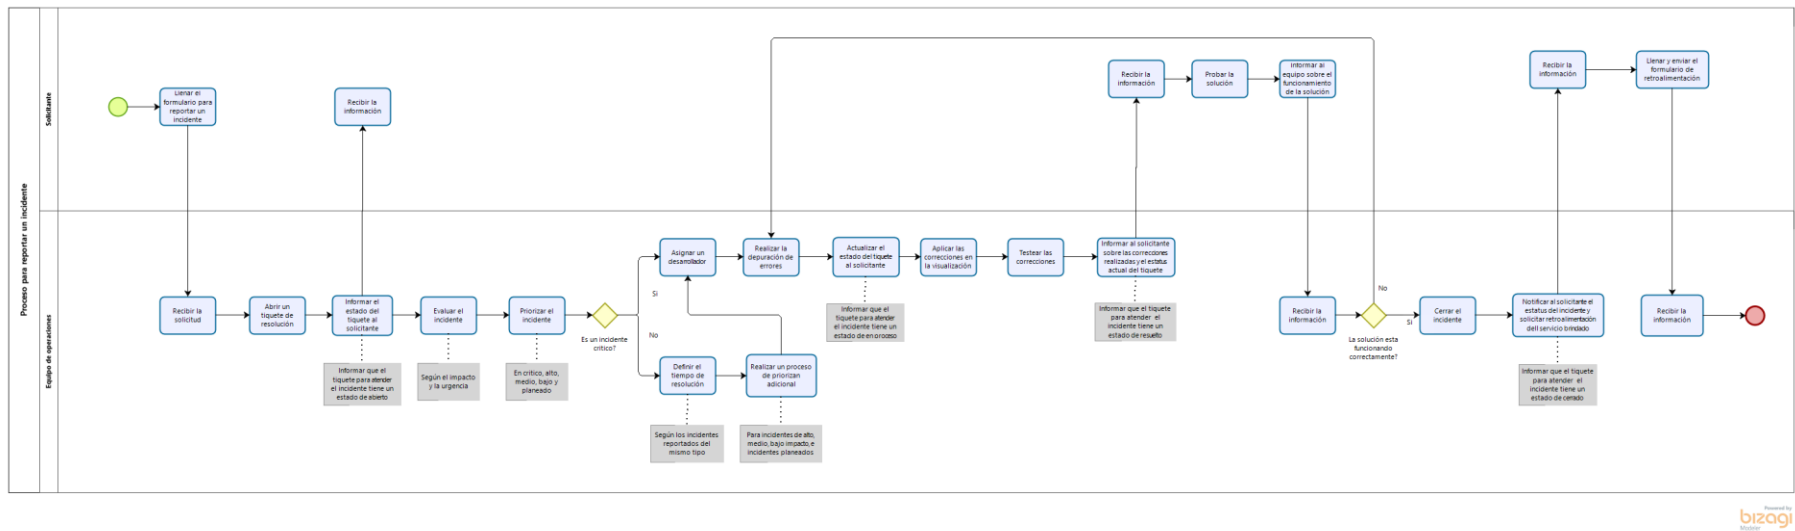 Proceso para reportar un incidente
Solicitante
Llenar el
formulario para
reportar un
incidente
Recibir la
información
Recibir la
información
Probar la
solución
Informar al
equipo sobre el
funcionamiento
de la solución
Recibir la
información
Llenar y enviar el
formulario de
retroalimentación
Equipo de operaciones
Recibir la
solicitud
Abrir un
tiquete de
resolución
Informar el
estado del
tiquete al
solicitante
Informar que el
tiquete para atender
el incidente tiene un
estado de abierto
Evaluar el
incidente
Según el impacto
y la urgencia
Priorizar el
incidente
En crítico, alto,
medio, bajo y
planeado
Es un incidente
crítico?
Si
No
Asignar un
desarrollador
Definir el
tiempo de
resolución
Según los incidentes
reportados del
mismo tipo
Realizar un proceso
de priorizan
adicional
Para incidentes de alto,
medio, bajo impacto, e
incidentes planeados
Realizar la
depuración de
errores
Actualizar el
estado del tiquete
al solicitante
Informar que el
tiquete para atender
el incidente tiene un
estado de en proceso
Aplicar las
correcciones en
la visualización
Testear las
correcciones
Informar al solicitante
sobre las correcciones
realizadas y el estatus
actual del tiquete
Informar que el tiquete
para atender el
incidente tiene un
estado de resuelto
Recibir la
información
La solución esta
funcionando
correctamente?
No
Si
Cerrar el
incidente
Notificar al solicitante el
estatus del incidente y
solicitar retroalimentación
dell servicio brindado
Informar que el tiquete
para atender el
incidente tiene un
estado de cerrado
Recibir la
información
Powered by
bizagi
Modeler